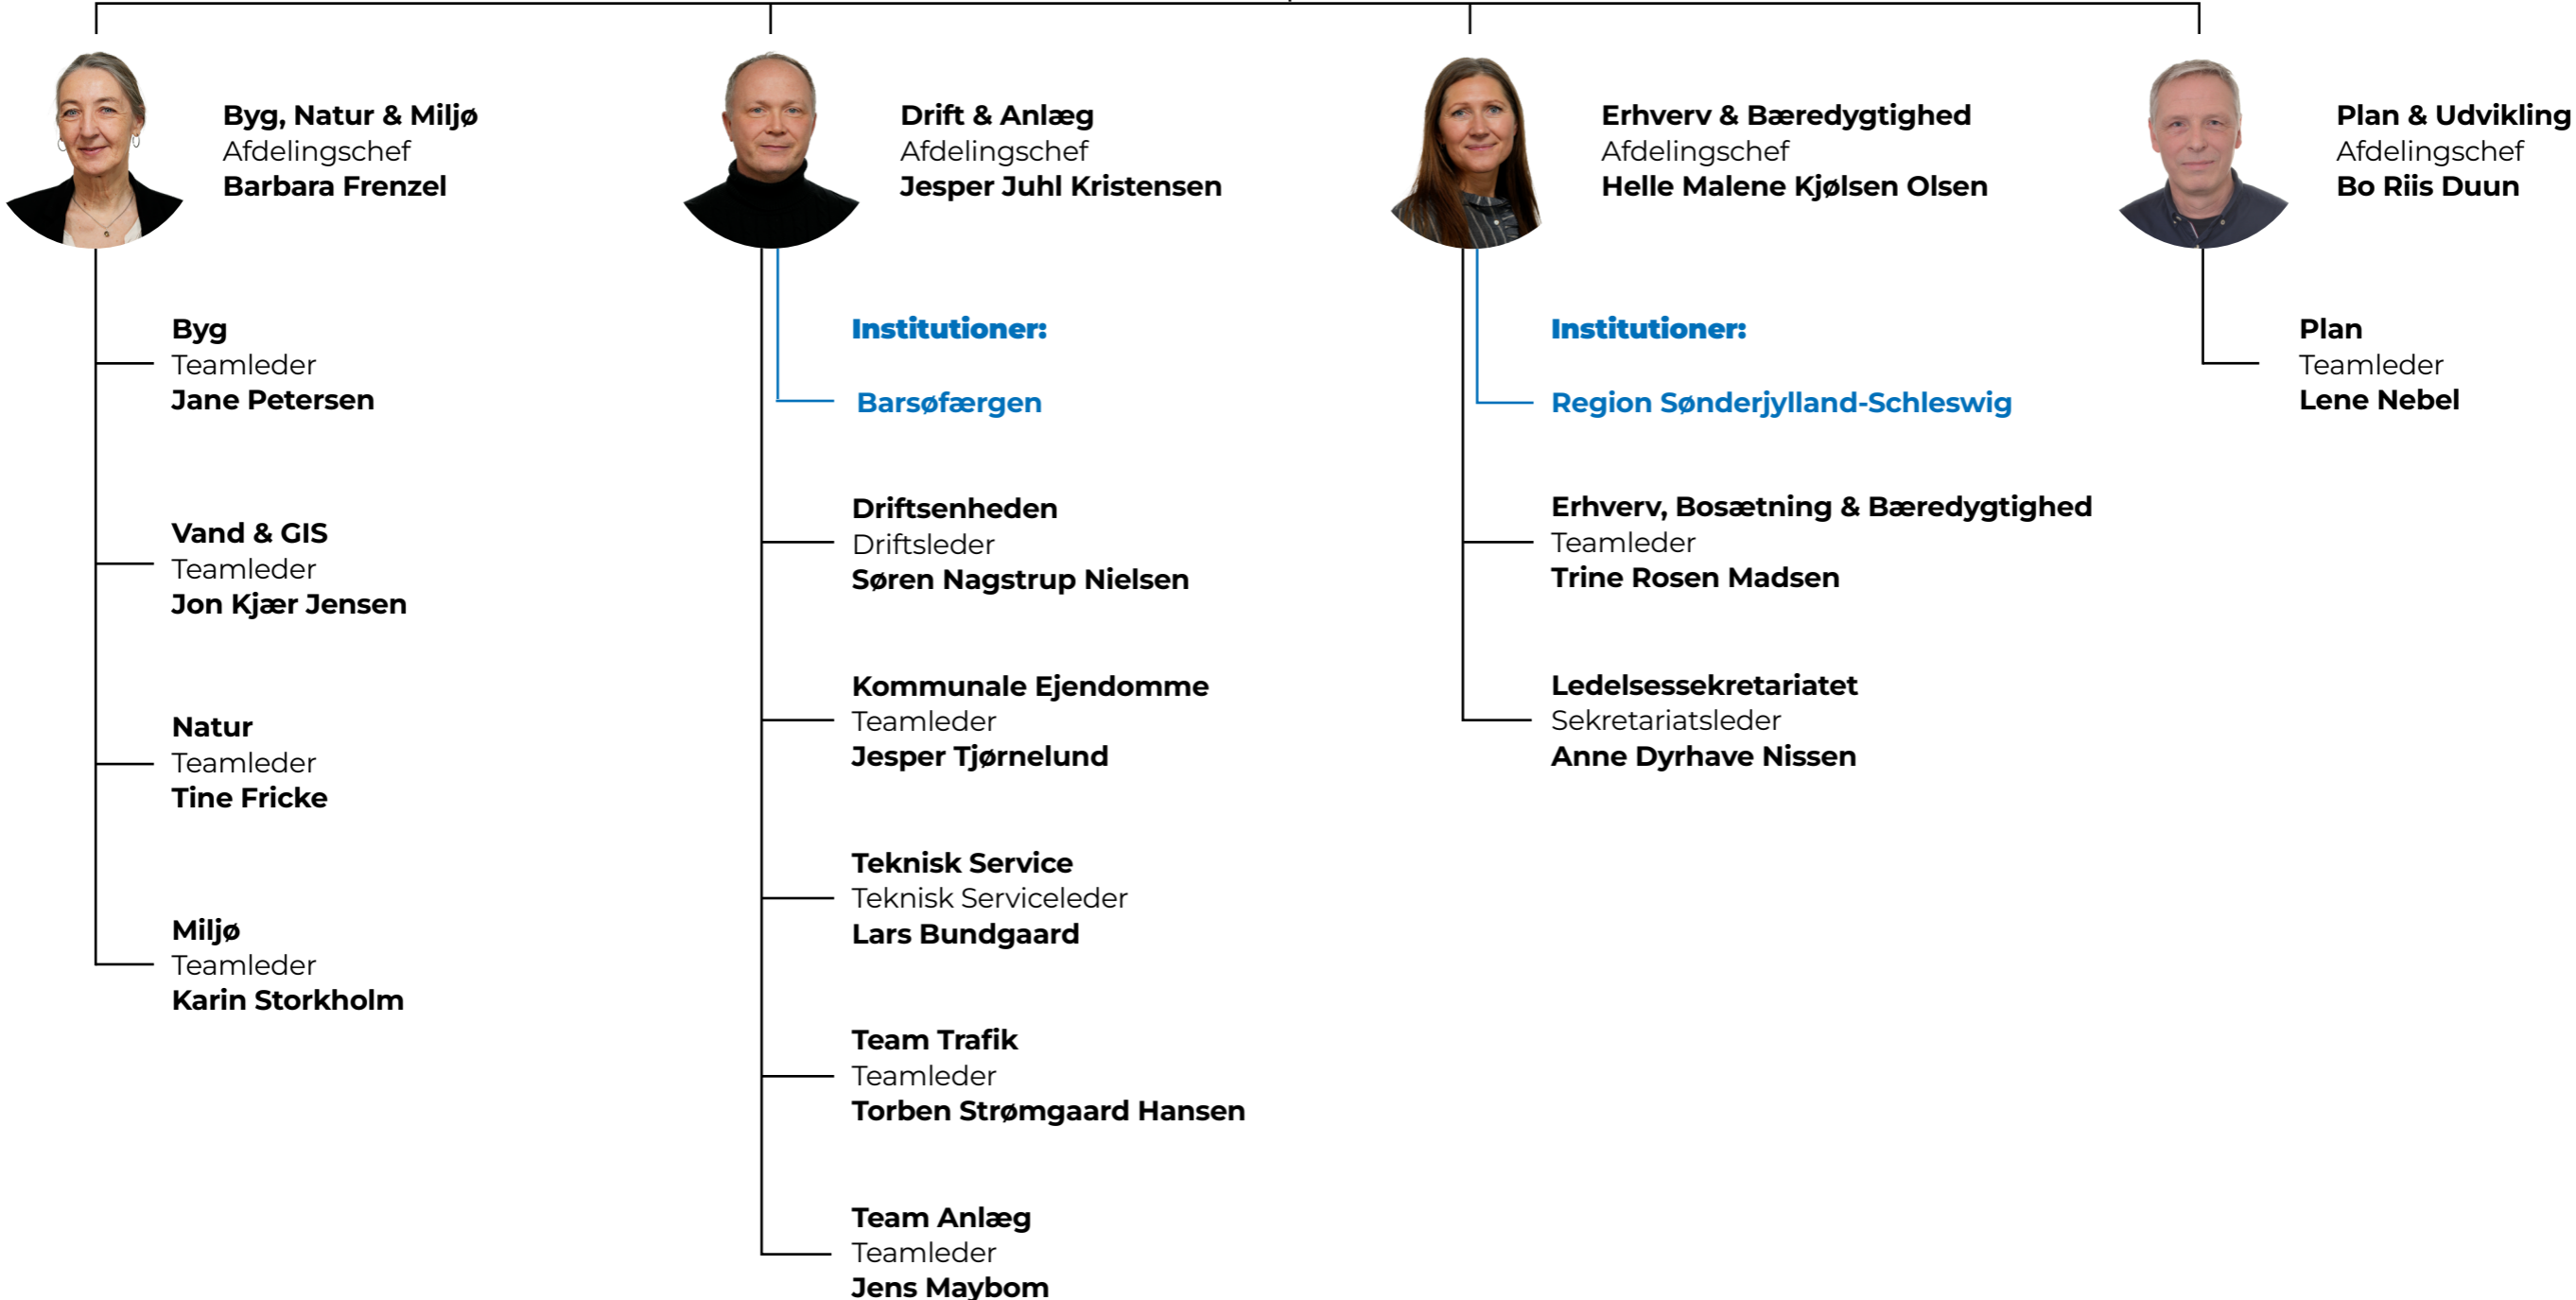 Byg, Natur & Miljø
Afdelingschef
Barbara Frenzel
Byg
Teamleder
Jane Petersen
Vand & GIS
Teamleder
Jon Kjær Jensen
Natur
Teamleder
Tine Fricke
Miljø
Teamleder
Karin Storkholm
Drift & Anlæg
Afdelingschef
Jesper Juhl Kristensen
Institutioner:
Barsøfærgen
Driftsenheden
Driftsleder
Søren Nagstrup Nielsen
Kommunale Ejendomme
Teamleder
Jesper Tjørnelund
Teknisk Service
Teknisk Serviceleder
Lars Bundgaard
Team Trafik
Teamleder
Torben Strømgaard Hansen
Team Anlæg
Teamleder
Jens Maybom
Erhverv & Bæredygtighed
Afdelingschef
Helle Malene Kjølsen Olsen
Institutioner:
Region Sønderjylland-Schleswig
Erhverv, Bosætning & Bæredygtighed
Teamleder
Trine Rosen Madsen
Ledelsessekretariatet
Sekretariatsleder
Anne Dyrhave Nissen
Plan & Udvikling
Afdelingschef
Bo Riis Duun
Plan
Teamleder
Lene Nebel